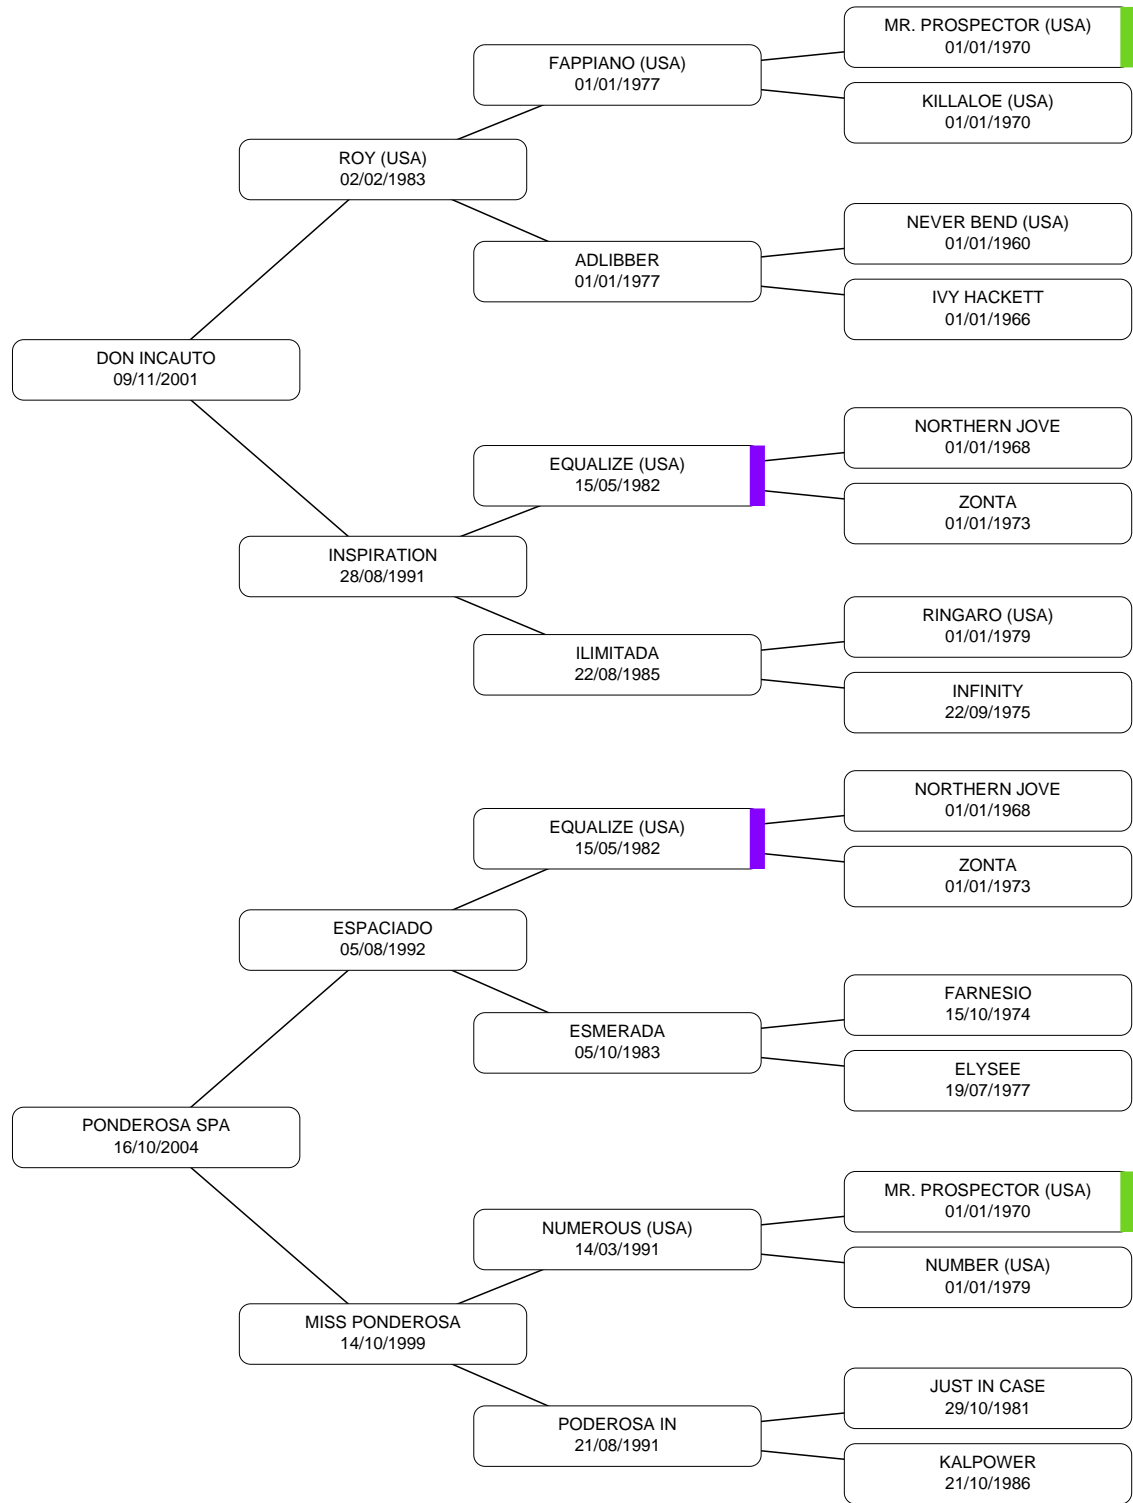 MR. PROSPECTOR (USA)
01/01/1970
FAPPIANO (USA)
01/01/1977
KILLALOE (USA)
01/01/1970
ROY (USA)
02/02/1983
NEVER BEND (USA)
01/01/1960
ADLIBBER
01/01/1977
IVY HACKETT
01/01/1966
DON INCAUTO
09/11/2001
NORTHERN JOVE
01/01/1968
EQUALIZE (USA)
15/05/1982
ZONTA
01/01/1973
INSPIRATION
28/08/1991
RINGARO (USA)
01/01/1979
ILIMITADA
22/08/1985
INFINITY
22/09/1975
NORTHERN JOVE
01/01/1968
EQUALIZE (USA)
15/05/1982
ZONTA
01/01/1973
ESPACIADO
05/08/1992
FARNESIO
15/10/1974
ESMERADA
05/10/1983
ELYSEE
19/07/1977
PONDEROSA SPA
16/10/2004
MR. PROSPECTOR (USA)
01/01/1970
NUMEROUS (USA)
14/03/1991
NUMBER (USA)
01/01/1979
MISS PONDEROSA
14/10/1999
JUST IN CASE
29/10/1981
PODEROSA IN
21/08/1991
KALPOWER
21/10/1986